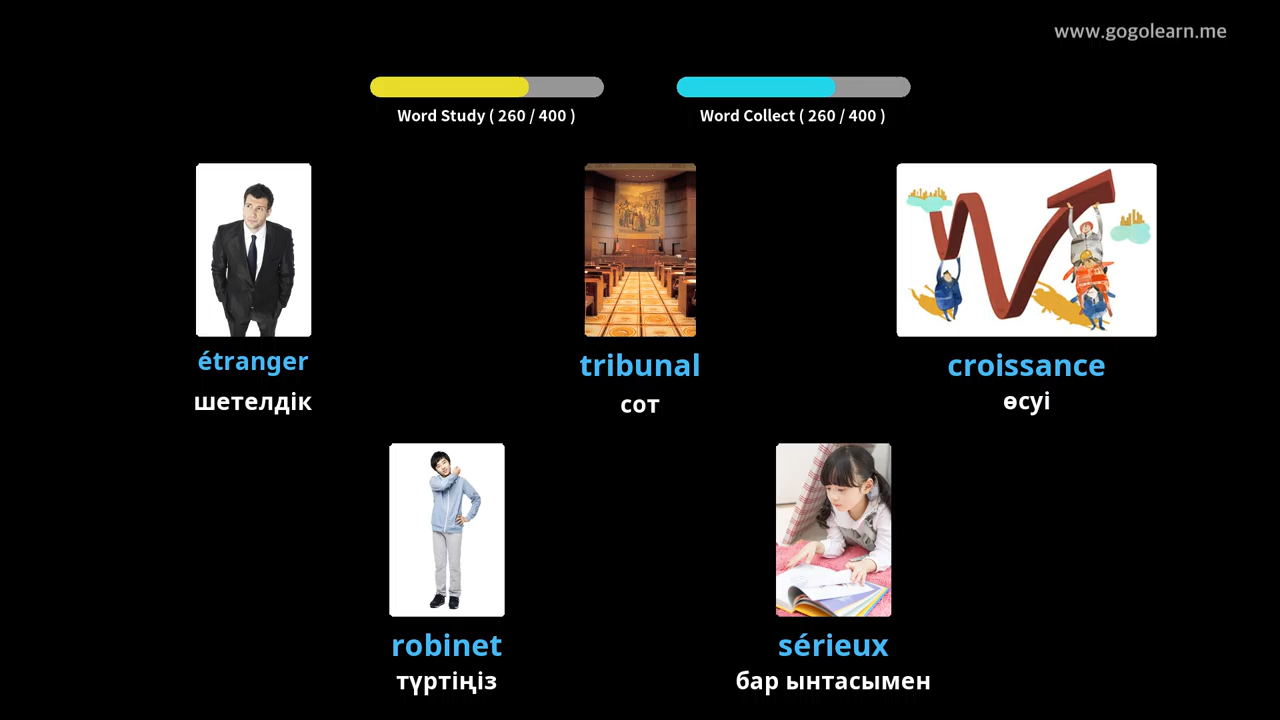 www.gogolearn.me
Word Study ( 260 / 400 )
Word Collect ( 260 / 400 )
étranger
шетелдік
tribunal
сот
croissance
өсуі
robinet
түртіңіз
sérieux
бар ынтасымен